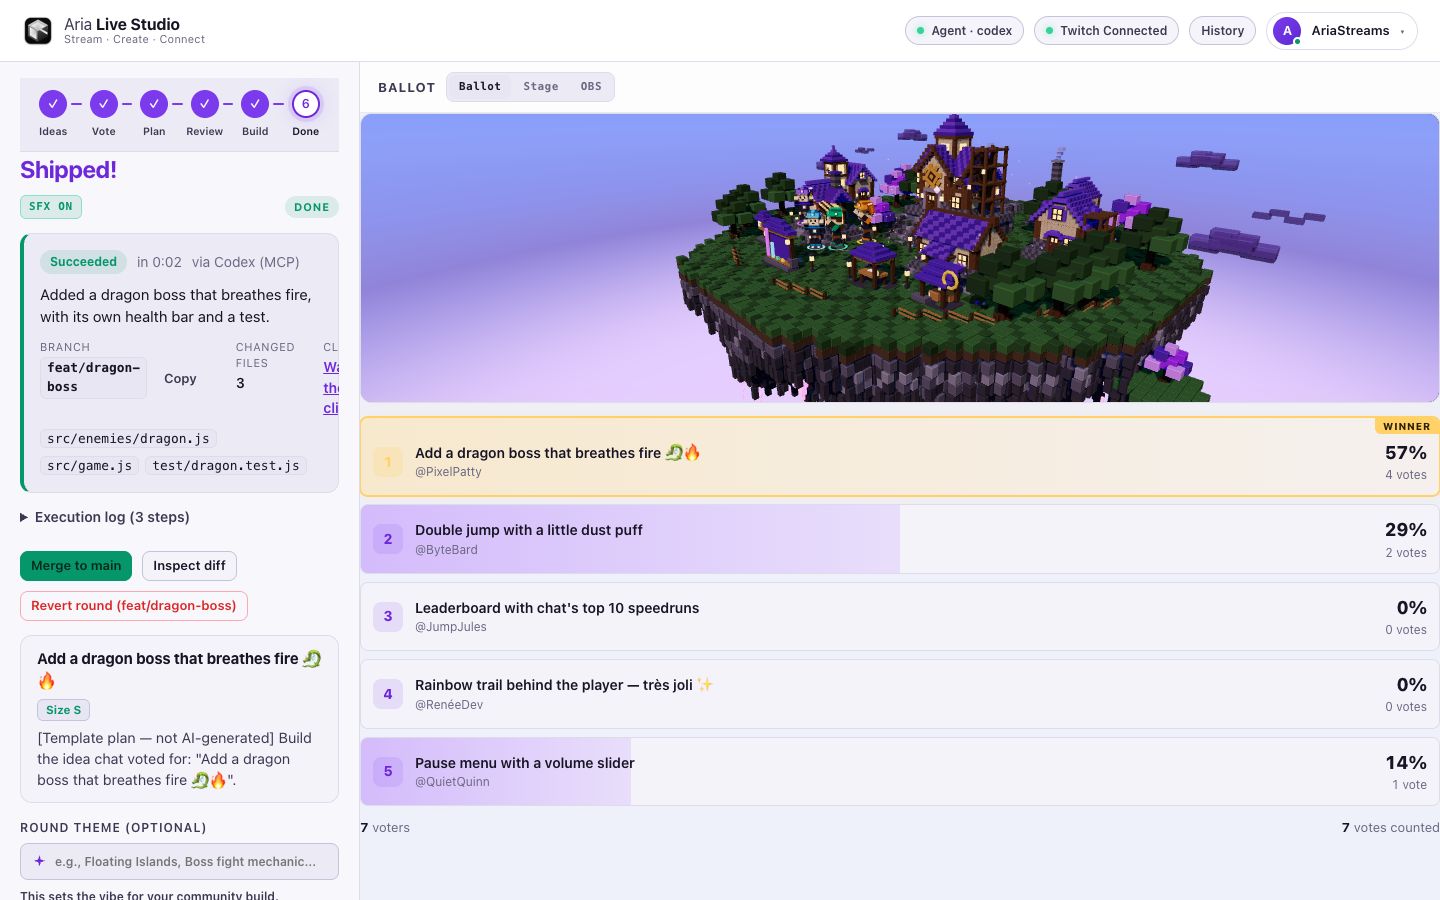 Aria Live Studio
Stream · Create · Connect
Agent · codex
Twitch Connected
History
A
AriaStreams
6
Ideas
Vote
Plan
Review
Build
Done
Shipped!
SFX ON
DONE
Succeeded in 0:02 via Codex (MCP)
Added a dragon boss that breathes fire,
with its own health bar and a test.
BRANCH
feat/dragon-
boss
Copy
CHANGED
FILES
3
src/enemies/dragon.js
src/game.js test/dragon.test.js
▶ Execution log (3 steps)
Merge to main
Inspect diff
Revert round (feat/dragon-boss)
Add a dragon boss that breathes fire 🐉
🔥
Size S
[Template plan — not AI-generated] Build
the idea chat voted for: "Add a dragon
boss that breathes fire 🐉🔥".
ROUND THEME (OPTIONAL)
e.g., Floating Islands, Boss fight mechanic...
This sets the vibe for your community build.
BALLOT
Ballot
Stage
OBS
WINNER
1
Add a dragon boss that breathes fire 🐉🔥
@PixelPatty
57%
4 votes
2
Double jump with a little dust puff
@ByteBard
29%
2 votes
3
Leaderboard with chat's top 10 speedruns
@JumpJules
0%
0 votes
4
Rainbow trail behind the player — très joli ✨
@RenéeDev
0%
0 votes
5
Pause menu with a volume slider
@QuietQuinn
14%
1 vote
7 voters
7 votes counted